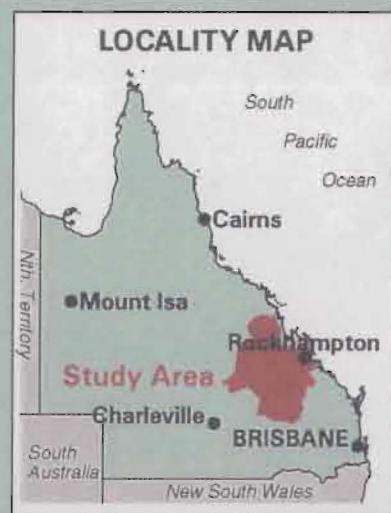 LOCALITY MAP
South
Pacific
Ocean
Cairns
Nth. Territory
Mount Isa
Rockhampton
Study Area
Charleville
BRISBANE
South
Australia
New South Wales